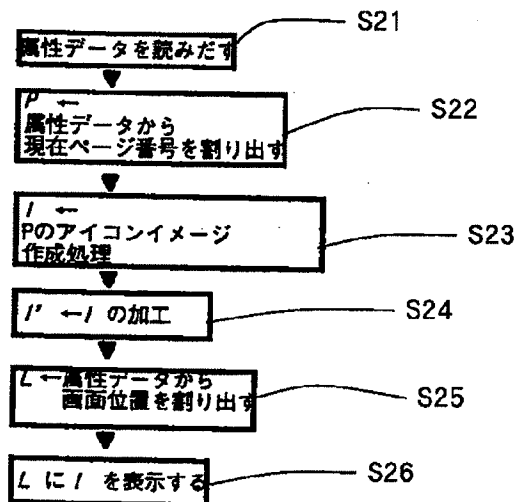 属性データを読みだす
S21
P ←
属性データから
現在ページ番号を割り出す
S22
I ←
Pのアイコンイメージ
作成処理
S23
I' ←I の加工
S24
L ←属性データから
画面位置を割り出す
S25
L に I を表示する
S26